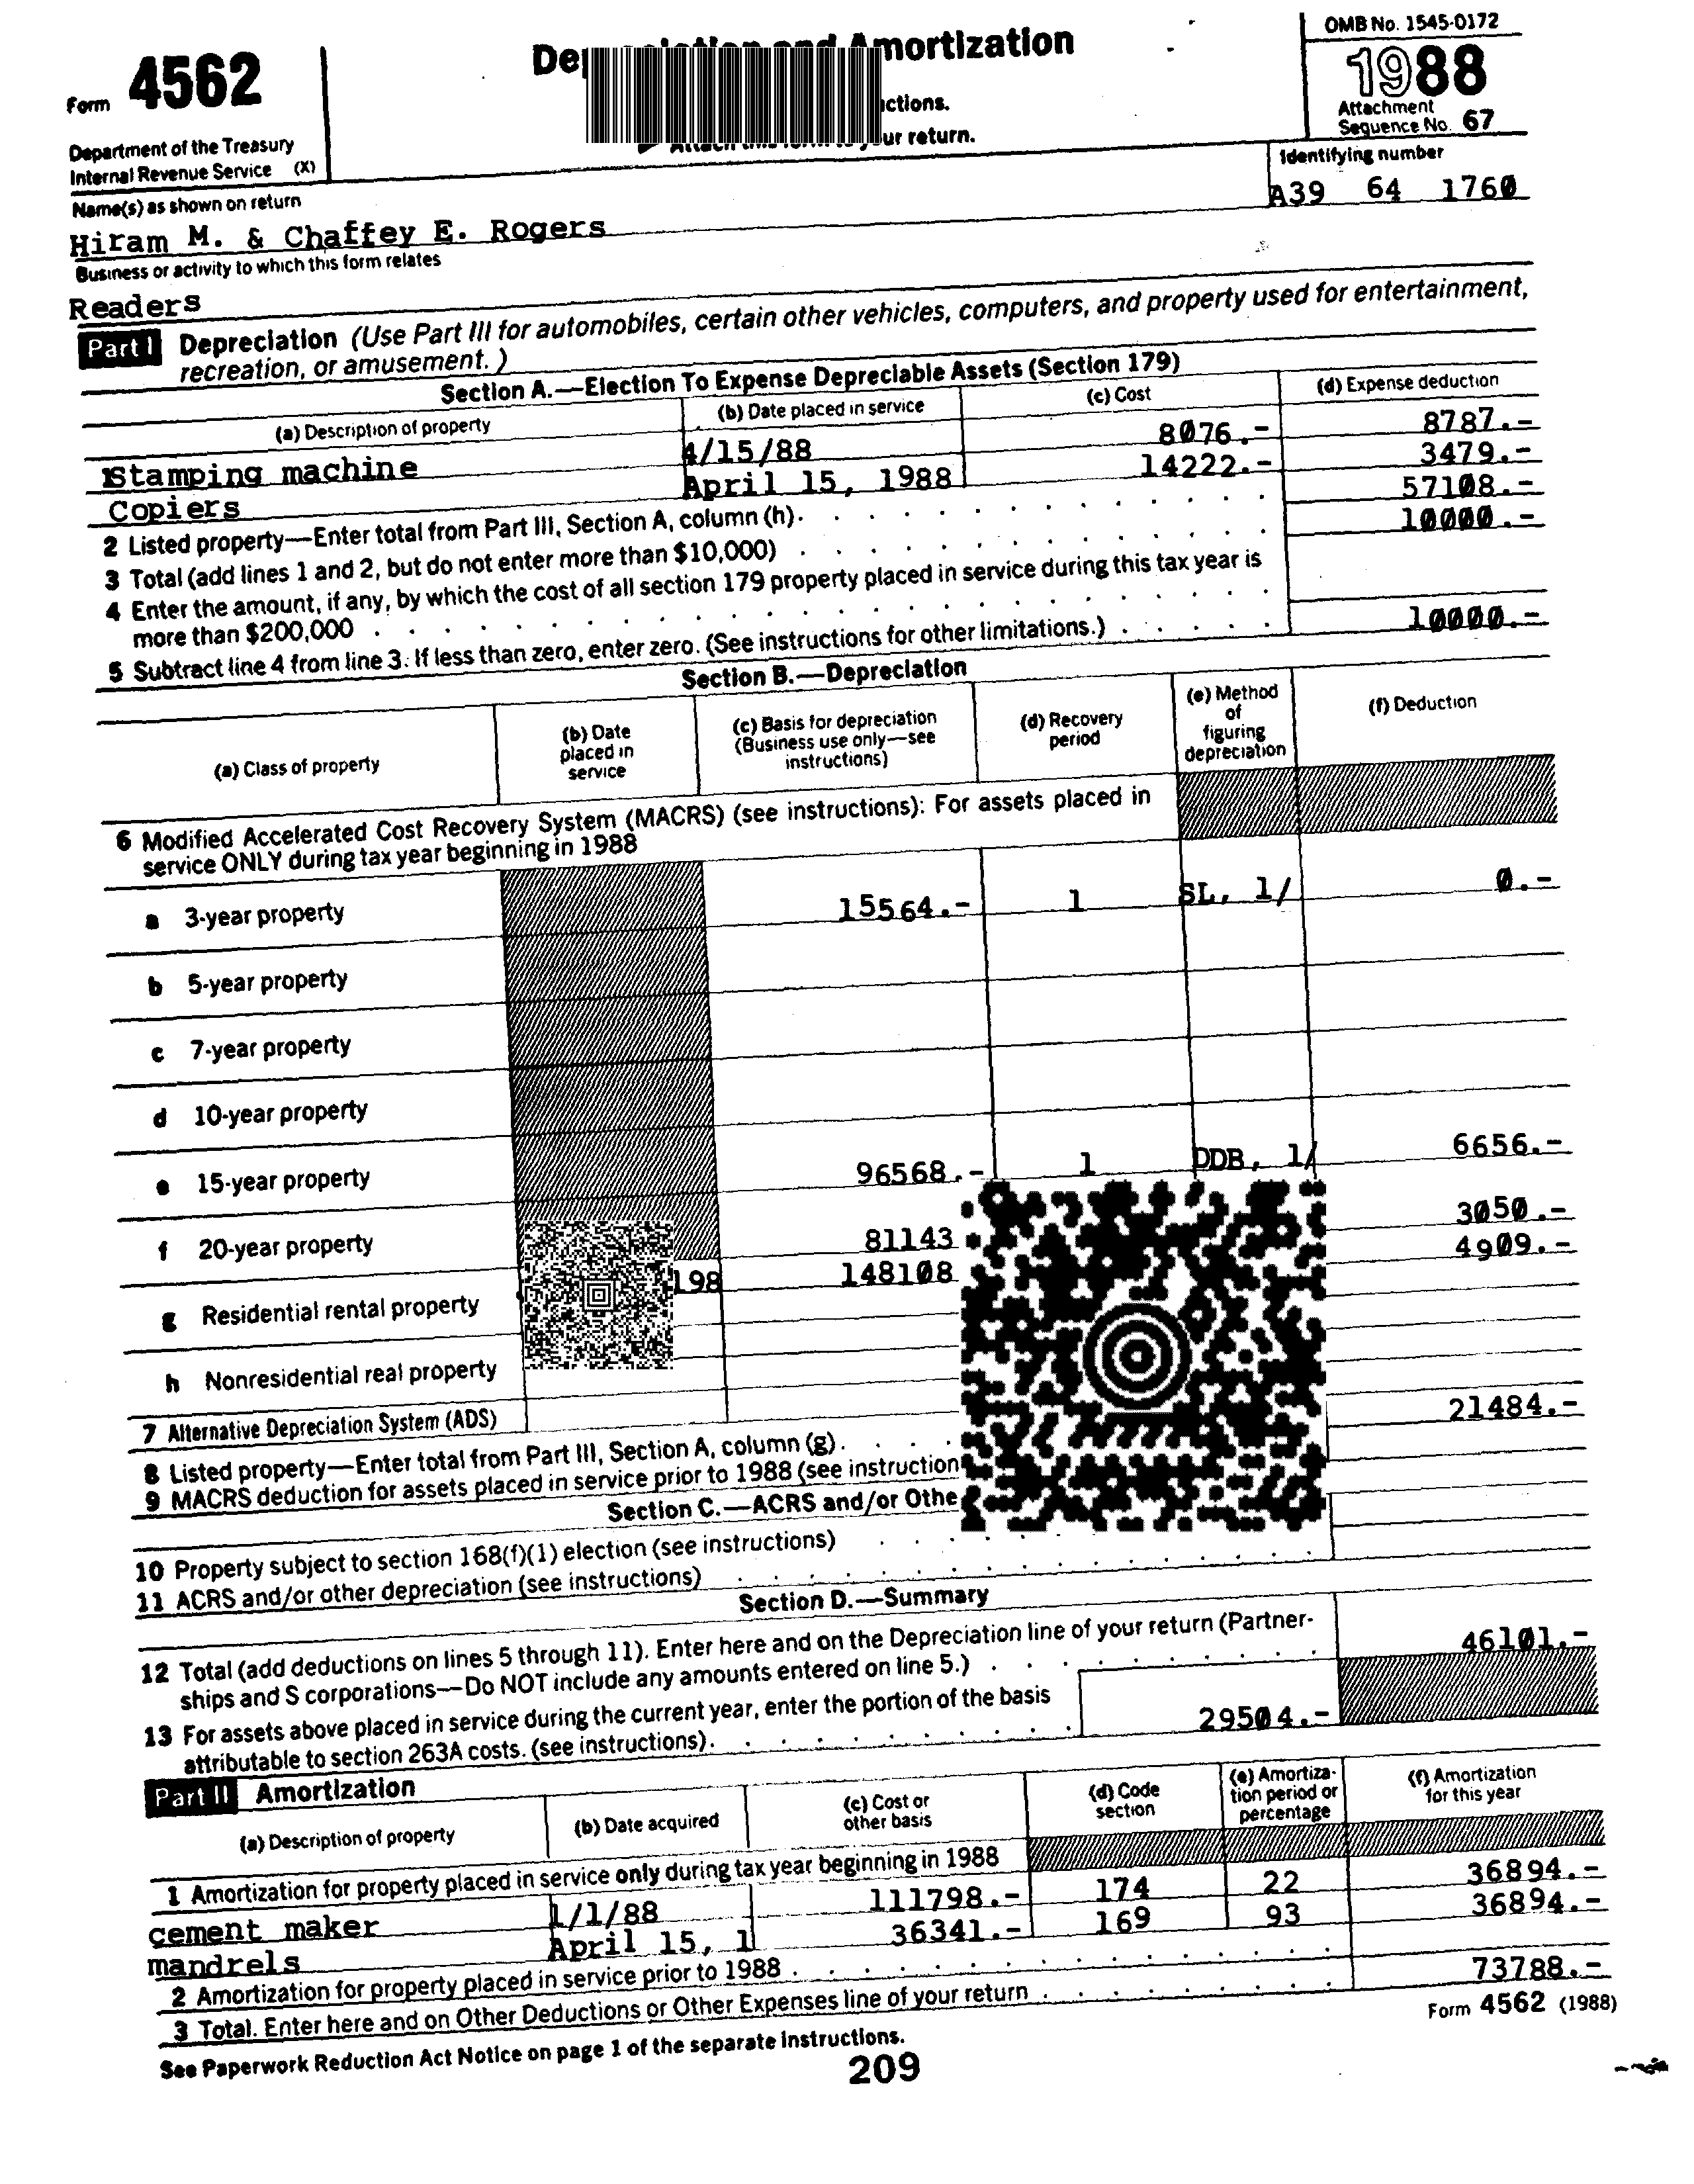 Form 4562
Department of the Treasury
Internal Revenue Service (X)
Amortization
ur return.
OMB No. 1545-0172
1988
Attachment
Sequence No. 67
Name(s) as shown on return
Identifying number
Hiram M. & Chaffey E. Rogers
A39 64 1760
Business or activity to which this form relates
Readers
Part I Depreciation (Use Part III for automobiles, certain other vehicles, computers, and property used for entertainment,
recreation, or amusement.)
Section A.—Election To Expense Depreciable Assets (Section 179)
(a) Description of property (b) Date placed in service (c) Cost (d) Expense deduction
1 Stamping machine 4/15/88 8076.- 8787.-
Copiers April 15, 1988 14222.- 3479.-
2 Listed property—Enter total from Part III, Section A, column (h). 57108.-
3 Total (add lines 1 and 2, but do not enter more than $10,000) 10000.-
4 Enter the amount, if any, by which the cost of all section 179 property placed in service during this tax year is
more than $200,000
5 Subtract line 4 from line 3. If less than zero, enter zero. (See instructions for other limitations.) 10000.-
Section B.—Depreciation
(a) Class of property (b) Date placed in service (c) Basis for depreciation (Business use only—see instructions) (d) Recovery period (e) Method of figuring depreciation (f) Deduction
6 Modified Accelerated Cost Recovery System (MACRS) (see instructions): For assets placed in
service ONLY during tax year beginning in 1988
a 3-year property 15564.- 1 SL, 1/ 0.-
b 5-year property
c 7-year property
d 10-year property
e 15-year property 96568.- 1 DDB, 1/ 6656.-
f 20-year property 81143 3050.-
198 148108 4909.-
g Residential rental property
h Nonresidential real property
7 Alternative Depreciation System (ADS)
8 Listed property—Enter total from Part III, Section A, column (g). 21484.-
9 MACRS deduction for assets placed in service prior to 1988 (see instruction
Section C.—ACRS and/or Othe
10 Property subject to section 168(f)(1) election (see instructions)
11 ACRS and/or other depreciation (see instructions)
Section D.—Summary
12 Total (add deductions on lines 5 through 11). Enter here and on the Depreciation line of your return (Partner-
ships and S corporations—Do NOT include any amounts entered on line 5.) 46101.-
13 For assets above placed in service during the current year, enter the portion of the basis
attributable to section 263A costs. (see instructions). 29504.-
Part II Amortization
(a) Description of property (b) Date acquired (c) Cost or other basis (d) Code section (e) Amortiza-tion period or percentage (f) Amortization for this year
1 Amortization for property placed in service only during tax year beginning in 1988
cement maker 1/1/88 111798.- 174 22 36894.-
mandrels April 15, 1 36341.- 169 93 36894.-
2 Amortization for property placed in service prior to 1988
3 Total. Enter here and on Other Deductions or Other Expenses line of your return 73788.-
See Paperwork Reduction Act Notice on page 1 of the separate instructions.
Form 4562 (1988)
209